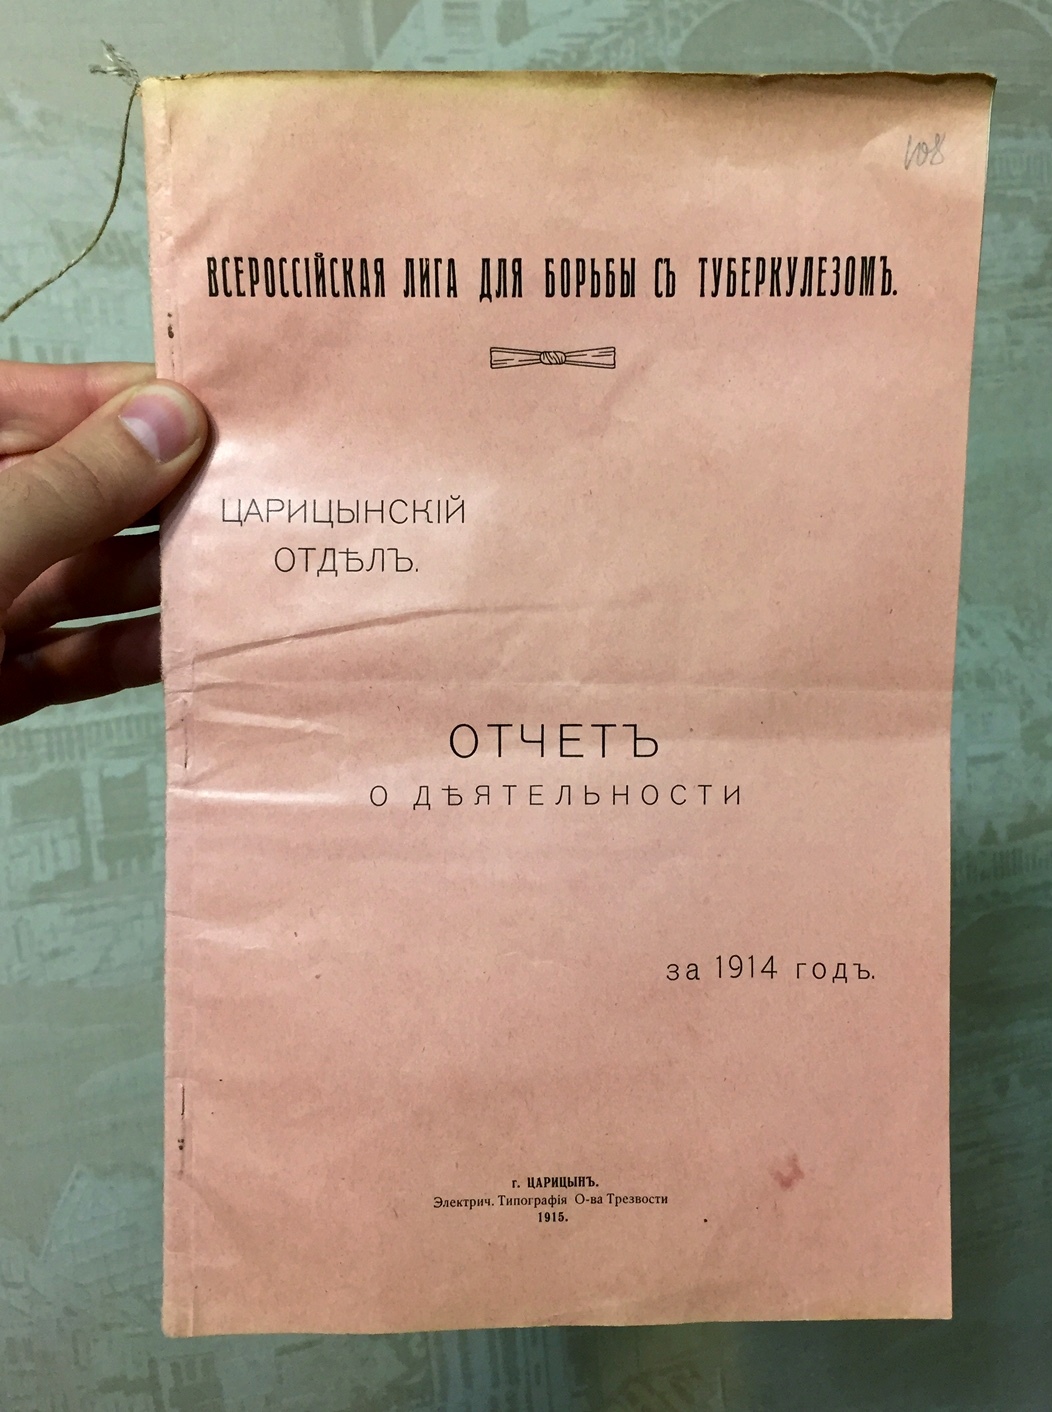 108
ВСЕРОССІЙСКАЯ ЛИГА ДЛЯ БОРЬБЫ СЪ ТУБЕРКУЛЕЗОМЪ.
ЦАРИЦЫНСКІЙ
ОТДѢЛЪ.
ОТЧЕТЪ
О ДѢЯТЕЛЬНОСТИ
за 1914 годъ.
г. ЦАРИЦЫНЪ.
Электрич. Типографія О-ва Трезвости
1915.